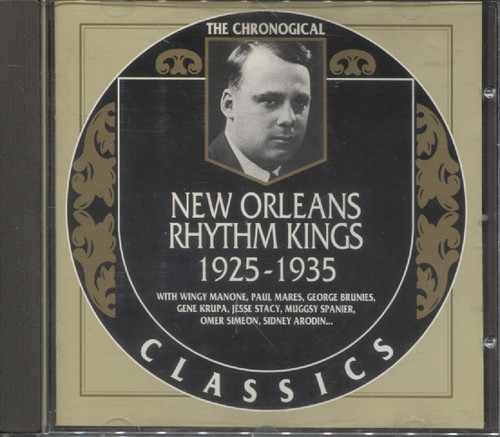 THE CHRONOGICAL
NEW ORLEANS
RHYTHM KINGS
1925-1935
WITH WINGY MANONE, PAUL MARES, GEORGE BRUNIES,
GENE KRUPA, JESSE STACY, MUGGSY SPANIER,
OMER SIMEON, SIDNEY ARODIN...
CLASSICS